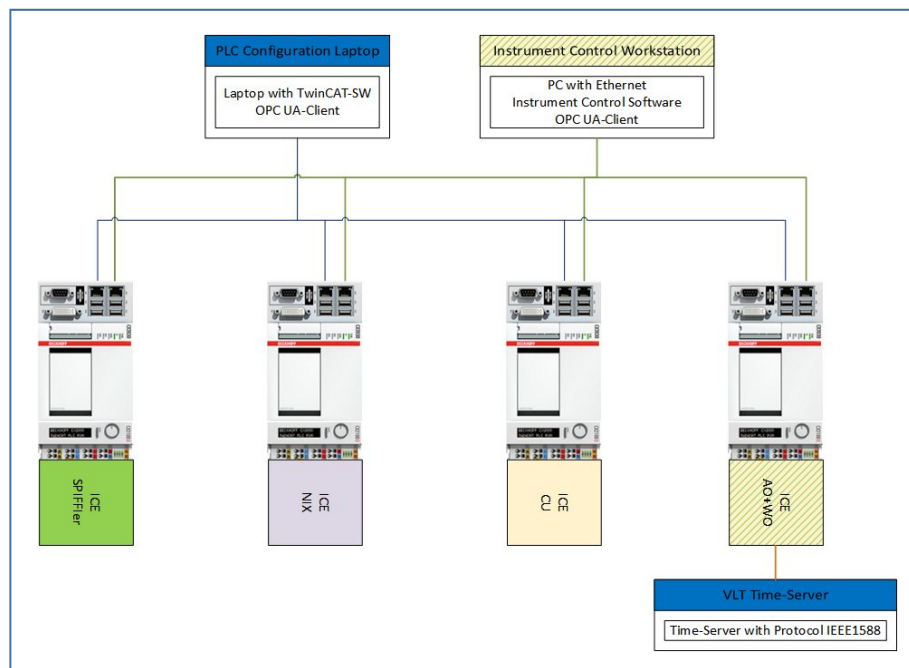 PLC Configuration Laptop
Instrument Control Workstation
Laptop with TwinCAT-SW
OPC UA-Client
PC with Ethernet
Instrument Control Software
OPC UA-Client
ICE
SPIFFIer
ICE
NIX
ICE
CU
ICE
AO+WO
VLT Time-Server
Time-Server with Protocol IEEE1588